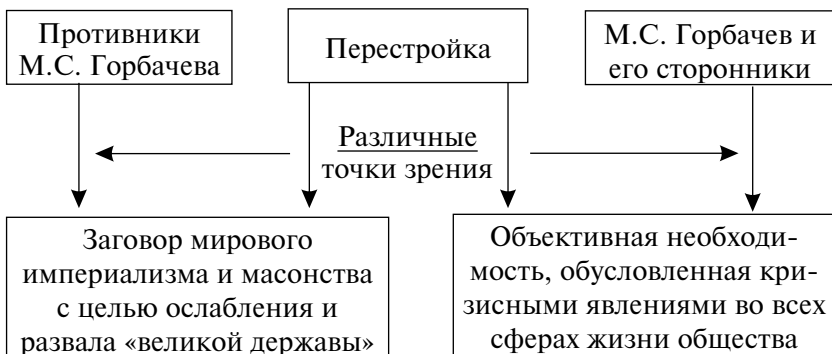 Противники
М.С. Горбачева
Перестройка
М.С. Горбачев и
его сторонники
Различные
точки зрения
Заговор мирового
империализма и масонства
с целью ослабления и
развала «великой державы»
Объективная необходи-
мость, обусловленная кри-
зисными явлениями во всех
сферах жизни общества